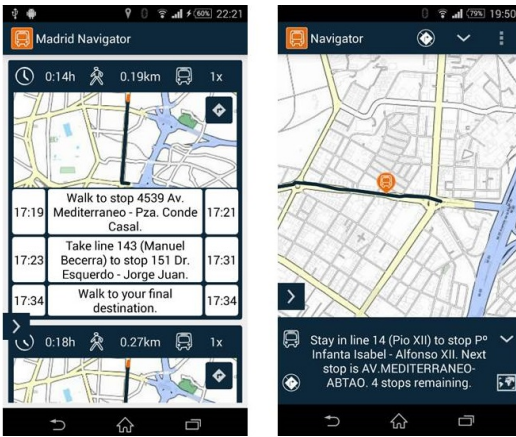 60%
22:21
Madrid Navigator
0:14h
0.19km
1x
17:19
Walk to stop 4539 Av.
Mediterraneo - Pza. Conde
Casal.
17:21
17:23
Take line 143 (Manuel
Becerra) to stop 151 Dr.
Esquerdo - Jorge Juan.
17:31
17:34
Walk to your final
destination.
17:34
0:18h
0.27km
1x
79%
19:50
Navigator
Stay in line 14 (Pio XII) to stop Pº
Infanta Isabel - Alfonso XII. Next
stop is AV.MEDITERRANEO-
ABTAO. 4 stops remaining.